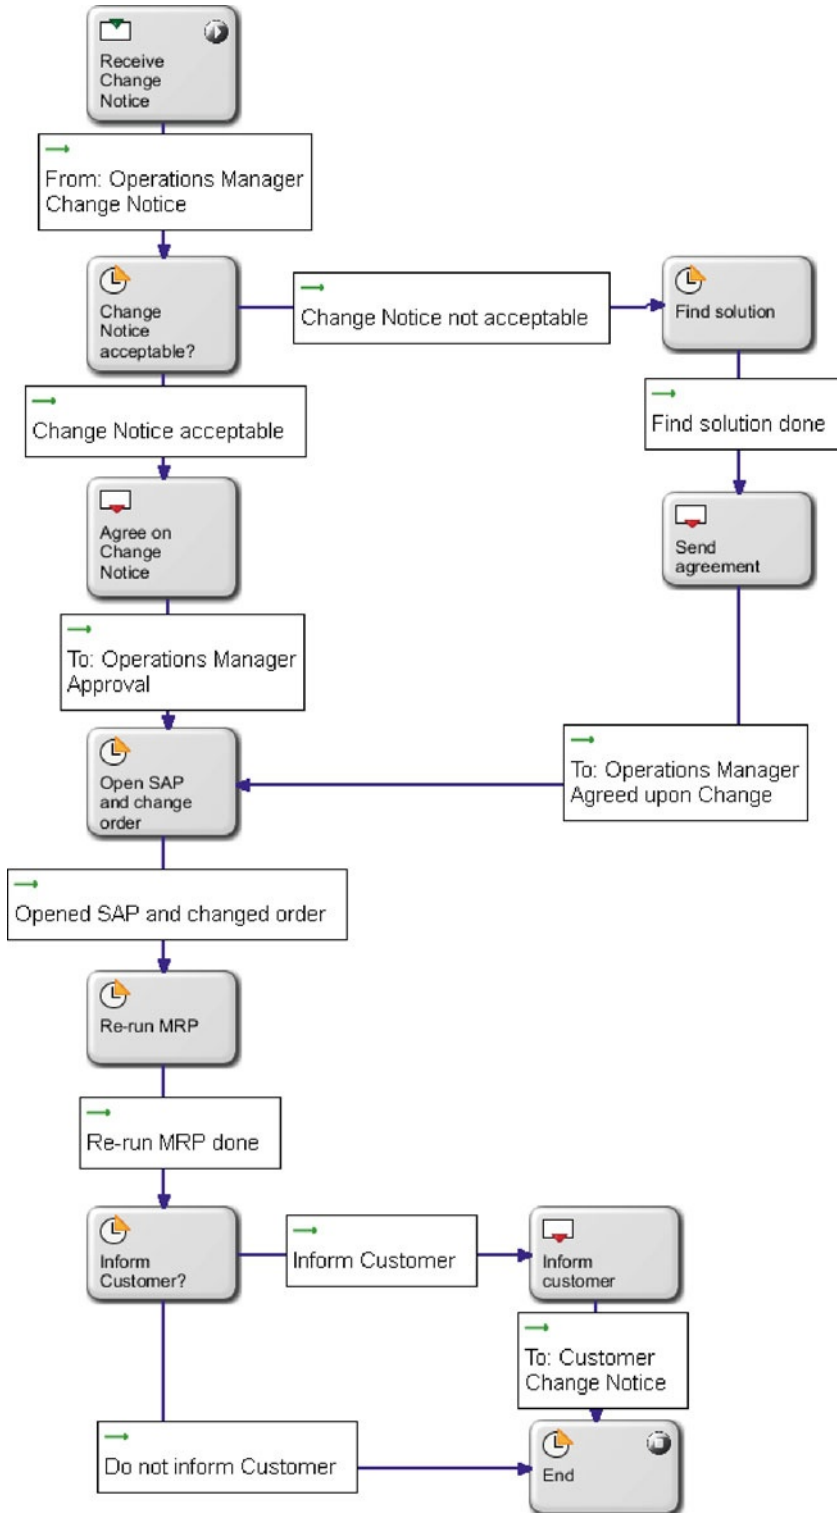 Receive
Change
Notice
From: Operations Manager
Change Notice
Change
Notice
acceptable?
Change Notice not acceptable
Find solution
Change Notice acceptable
Find solution done
Agree on
Change
Notice
Send
agreement
To: Operations Manager
Approval
To: Operations Manager
Agreed upon Change
Open SAP
and change
order
Opened SAP and changed order
Re-run MRP
Re-run MRP done
Inform
Customer?
Inform Customer
Inform
customer
To: Customer
Change Notice
Do not inform Customer
End